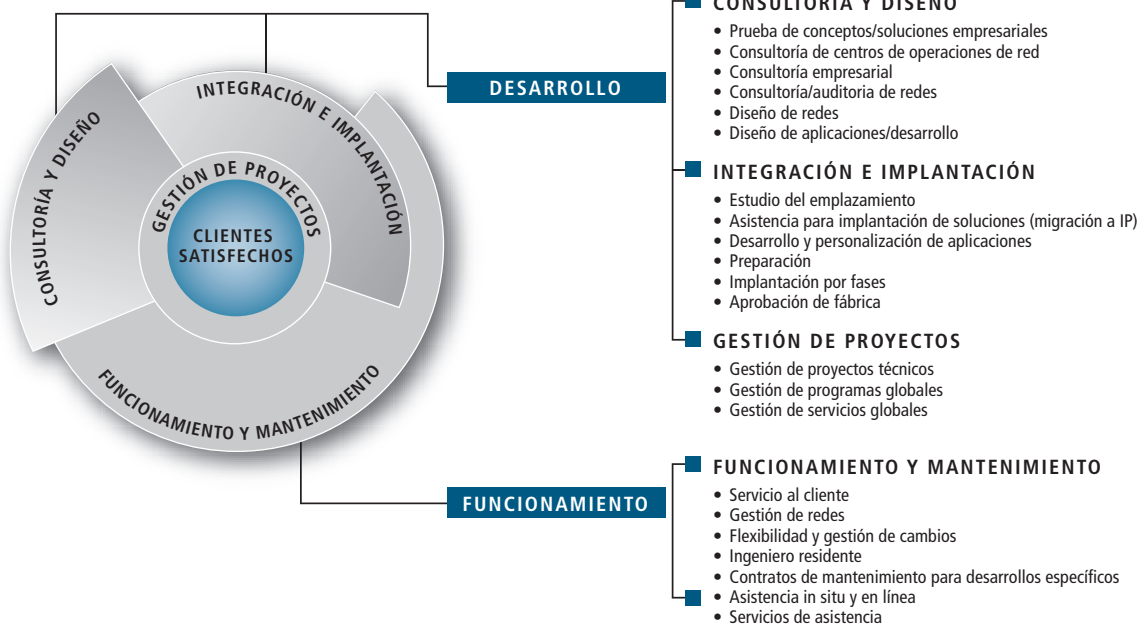 CONSULTORÍA Y DISEÑO
INTEGRACIÓN E IMPLANTACIÓN
GESTIÓN DE PROYECTOS
CLIENTES
SATISFECHOS
FUNCIONAMIENTO Y MANTENIMIENTO
DESARROLLO
CONSULTORÍA Y DISEÑO
• Prueba de conceptos/soluciones empresariales
• Consultoría de centros de operaciones de red
• Consultoría empresarial
• Consultoría/auditoria de redes
• Diseño de redes
• Diseño de aplicaciones/desarrollo
INTEGRACIÓN E IMPLANTACIÓN
• Estudio del emplazamiento
• Asistencia para implantación de soluciones (migración a IP)
• Desarrollo y personalización de aplicaciones
• Preparación
• Implantación por fases
• Aprobación de fábrica
GESTIÓN DE PROYECTOS
• Gestión de proyectos técnicos
• Gestión de programas globales
• Gestión de servicios globales
FUNCIONAMIENTO
FUNCIONAMIENTO Y MANTENIMIENTO
• Servicio al cliente
• Gestión de redes
• Flexibilidad y gestión de cambios
• Ingeniero residente
• Contratos de mantenimiento para desarrollos específicos
• Asistencia in situ y en línea
• Servicios de asistencia